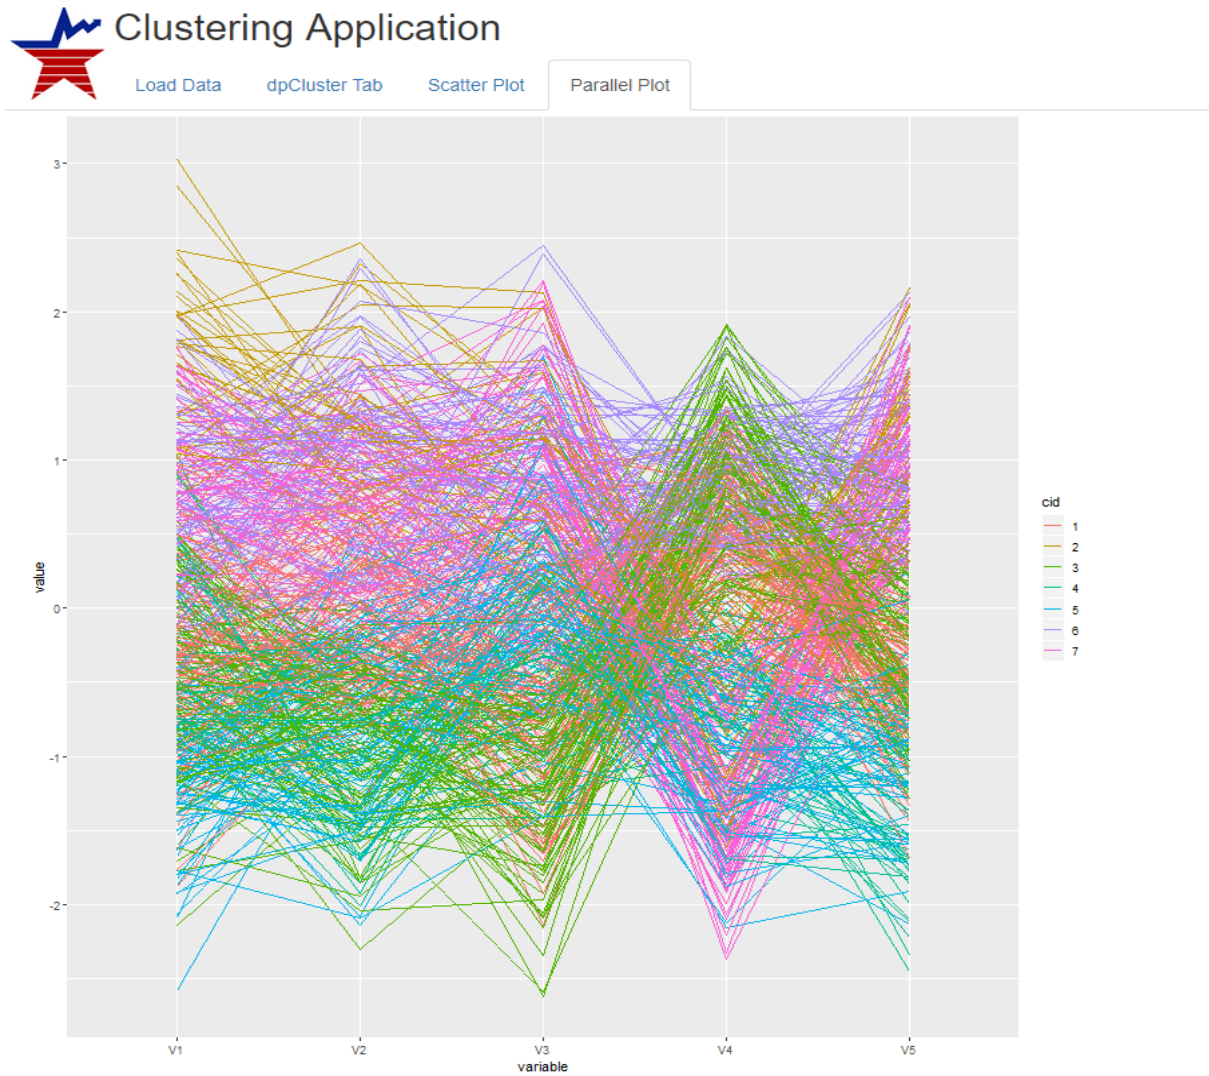 Clustering Application
Load Data dpCluster Tab Scatter Plot Parallel Plot
3
2
1
0
-1
-2
value
V1 V2 V3 V4 V5
variable
cid
1
2
3
4
5
6
7